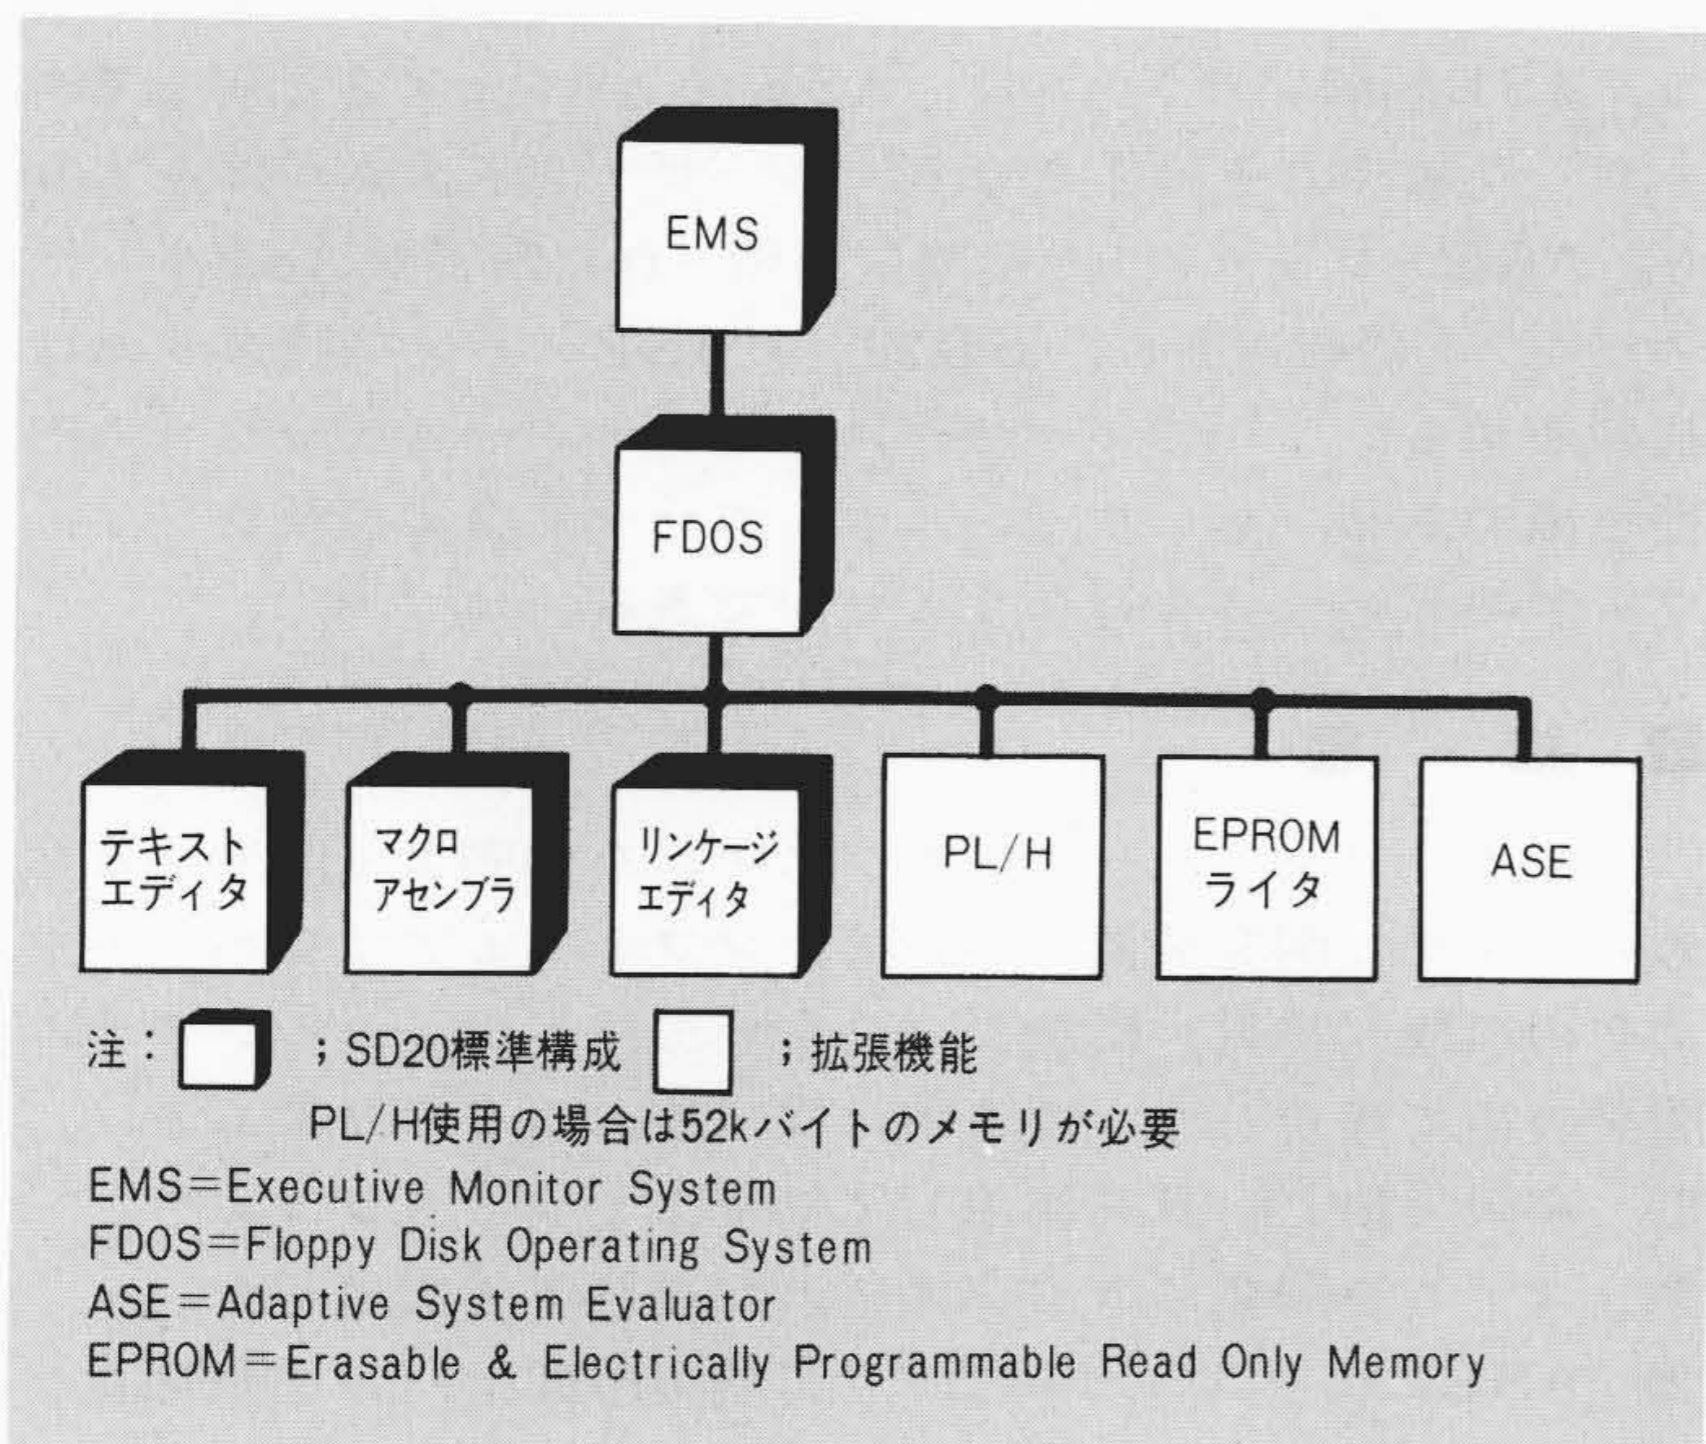 EMS
FDOS
テキスト
エディタ
マクロ
アセンブラ
リンケージ
エディタ
PL/H
EPROM
ライタ
ASE
注： ；SD20標準構成 ；拡張機能
PL/H使用の場合は52kバイトのメモリが必要
EMS＝Executive Monitor System
FDOS＝Floppy Disk Operating System
ASE＝Adaptive System Evaluator
EPROM＝Erasable & Electrically Programmable Read Only Memory